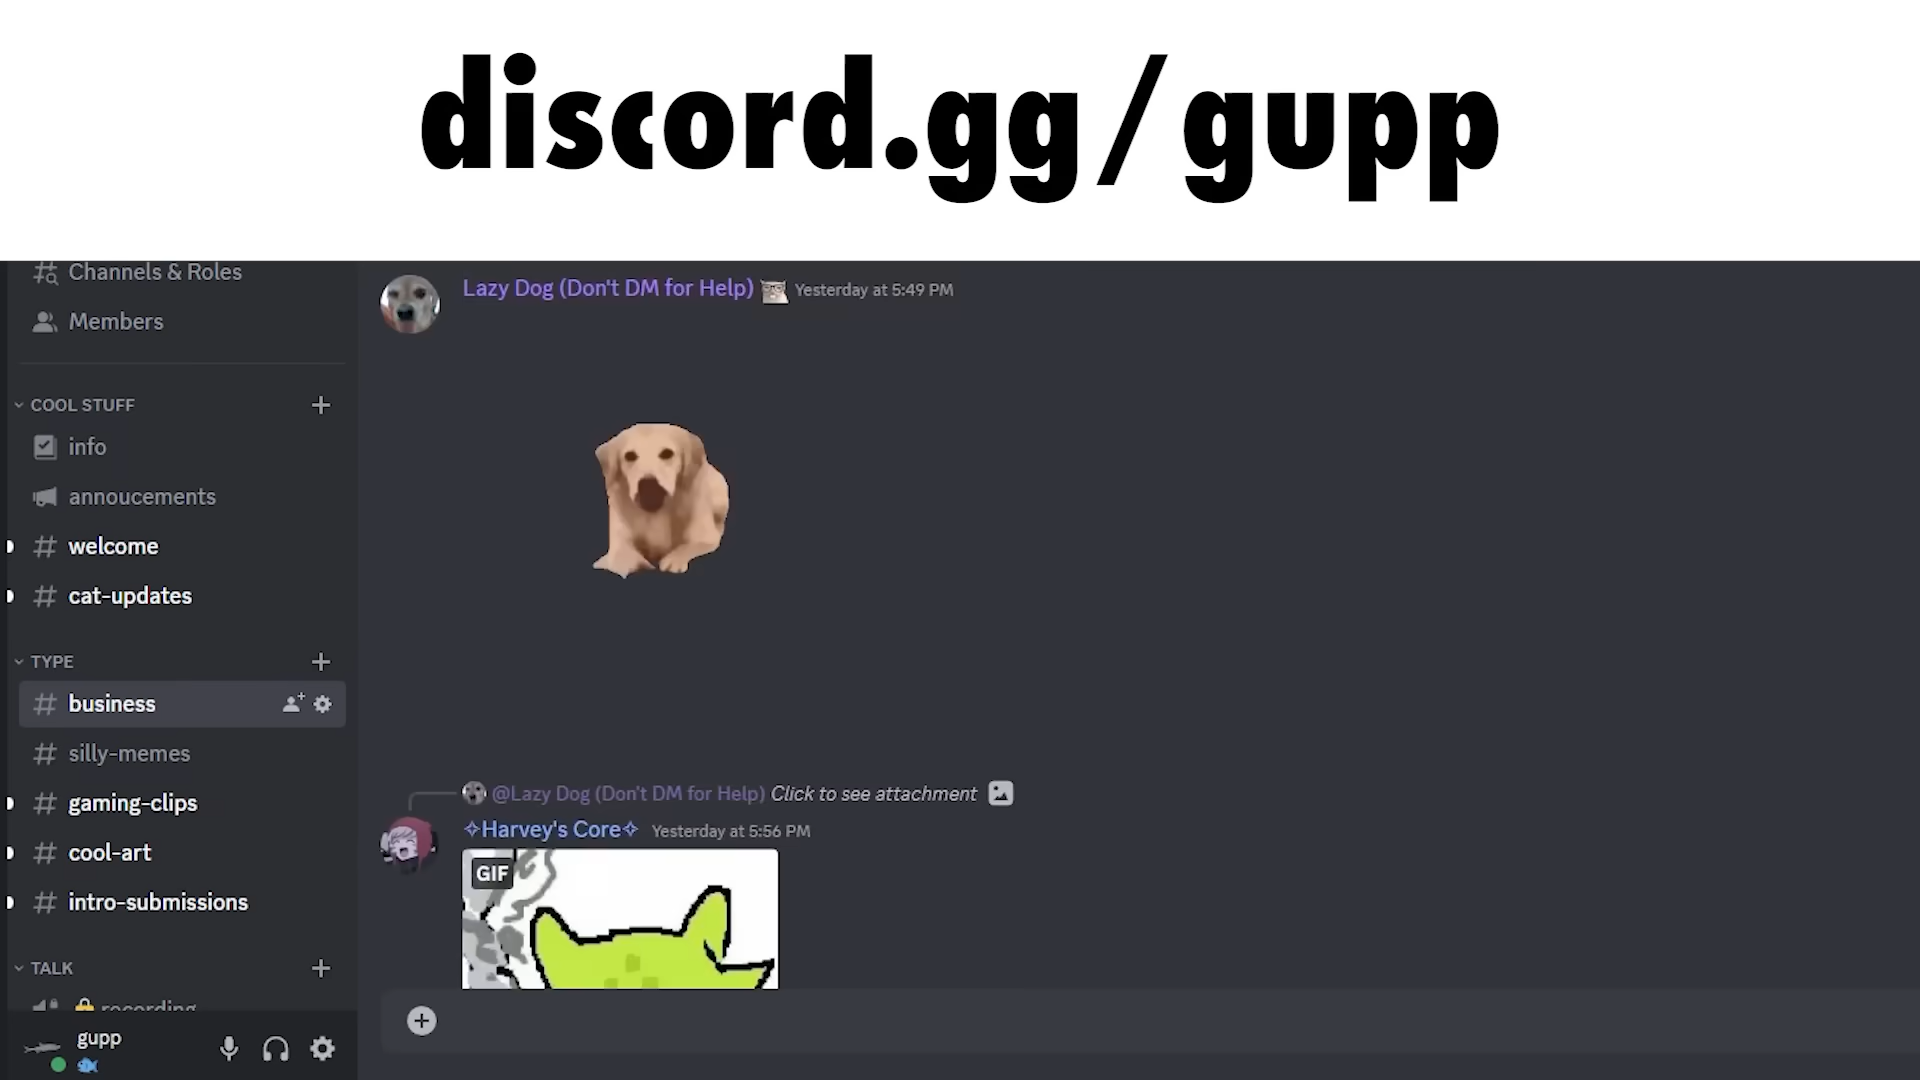 discord.gg/gupp
Channels & Roles
Members
COOL STUFF
info
annoucements
welcome
cat-updates
TYPE
business
silly-memes
gaming-clips
cool-art
intro-submissions
TALK
recording
gupp
Lazy Dog (Don't DM for Help) Yesterday at 5:49 PM
@Lazy Dog (Don't DM for Help) Click to see attachment
✧Harvey's Core✧ Yesterday at 5:56 PM
GIF